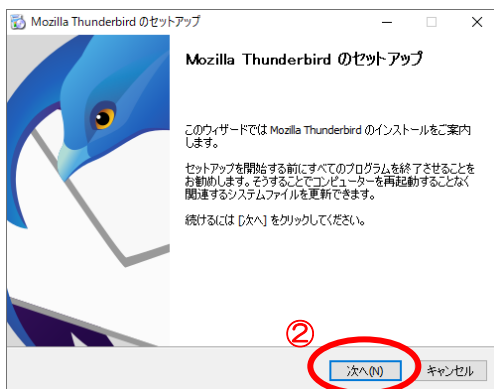 Mozilla Thunderbird のセットアップ
Mozilla Thunderbird のセットアップ
このウィザードでは Mozilla Thunderbird のインストールをご案内
します。
セットアップを開始する前にすべてのプログラムを終了させることを
お勧めします。そうすることでコンピューターを再起動することなく
関連するシステムファイルを更新できます。
続けるには [次へ] をクリックしてください。
②
次へ(N)
キャンセル